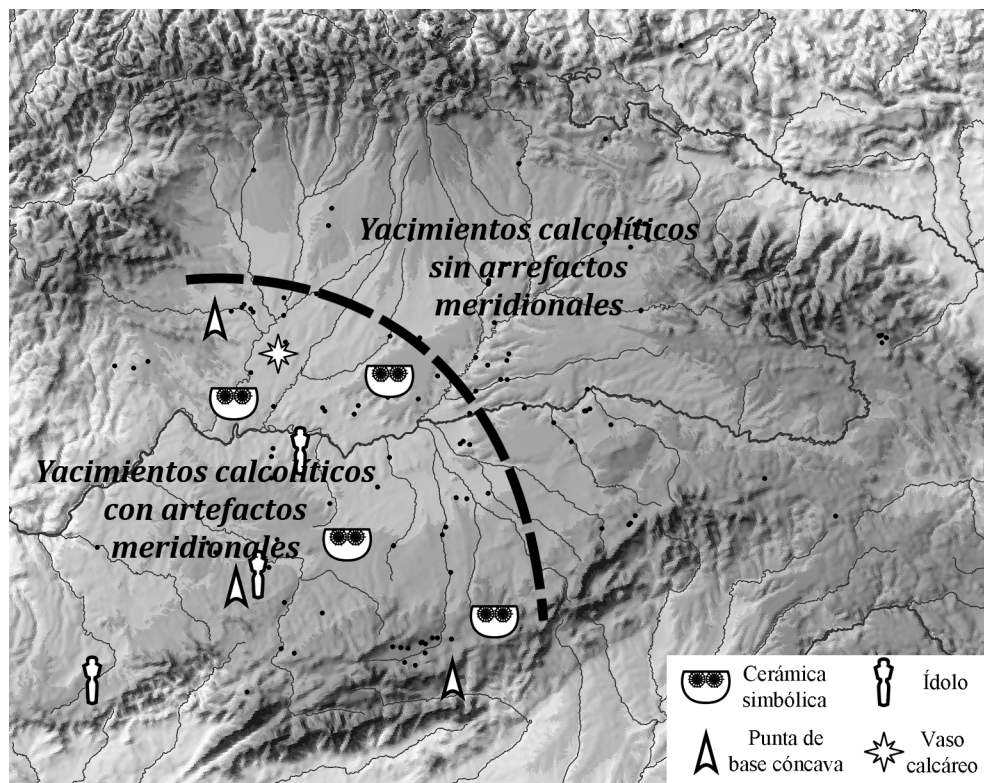 Yacimientos calcolíticos
sin arrefactos
meridionales
Yacimientos calcolíticos
con artefactos
meridionales
Cerámica
simbólica
Ídolo
Punta de
base cóncava
Vaso
calcáreo